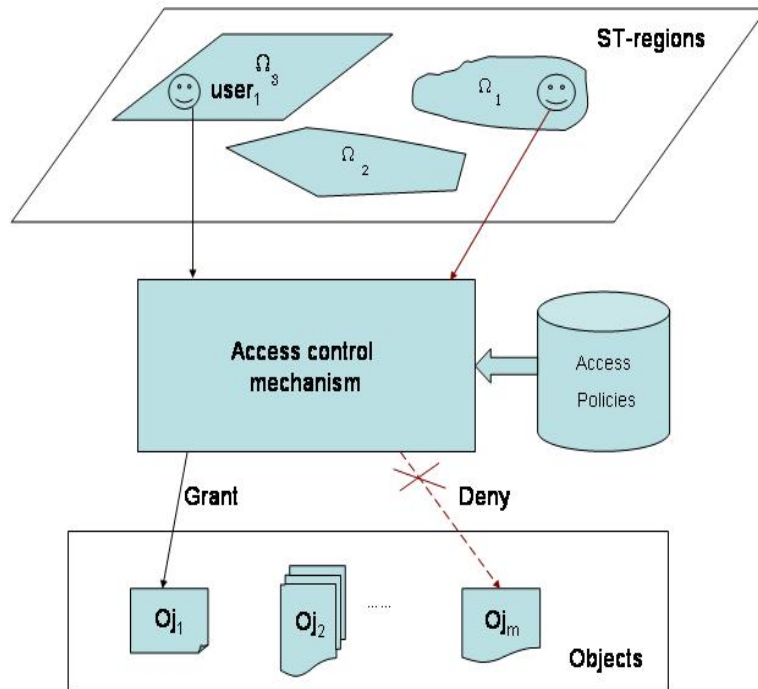 ST-regions
Ω3
user1
Ω1
Ω2
Access control
mechanism
Access
Policies
Grant
Deny
Oj1
Oj2
......
Ojm
Objects